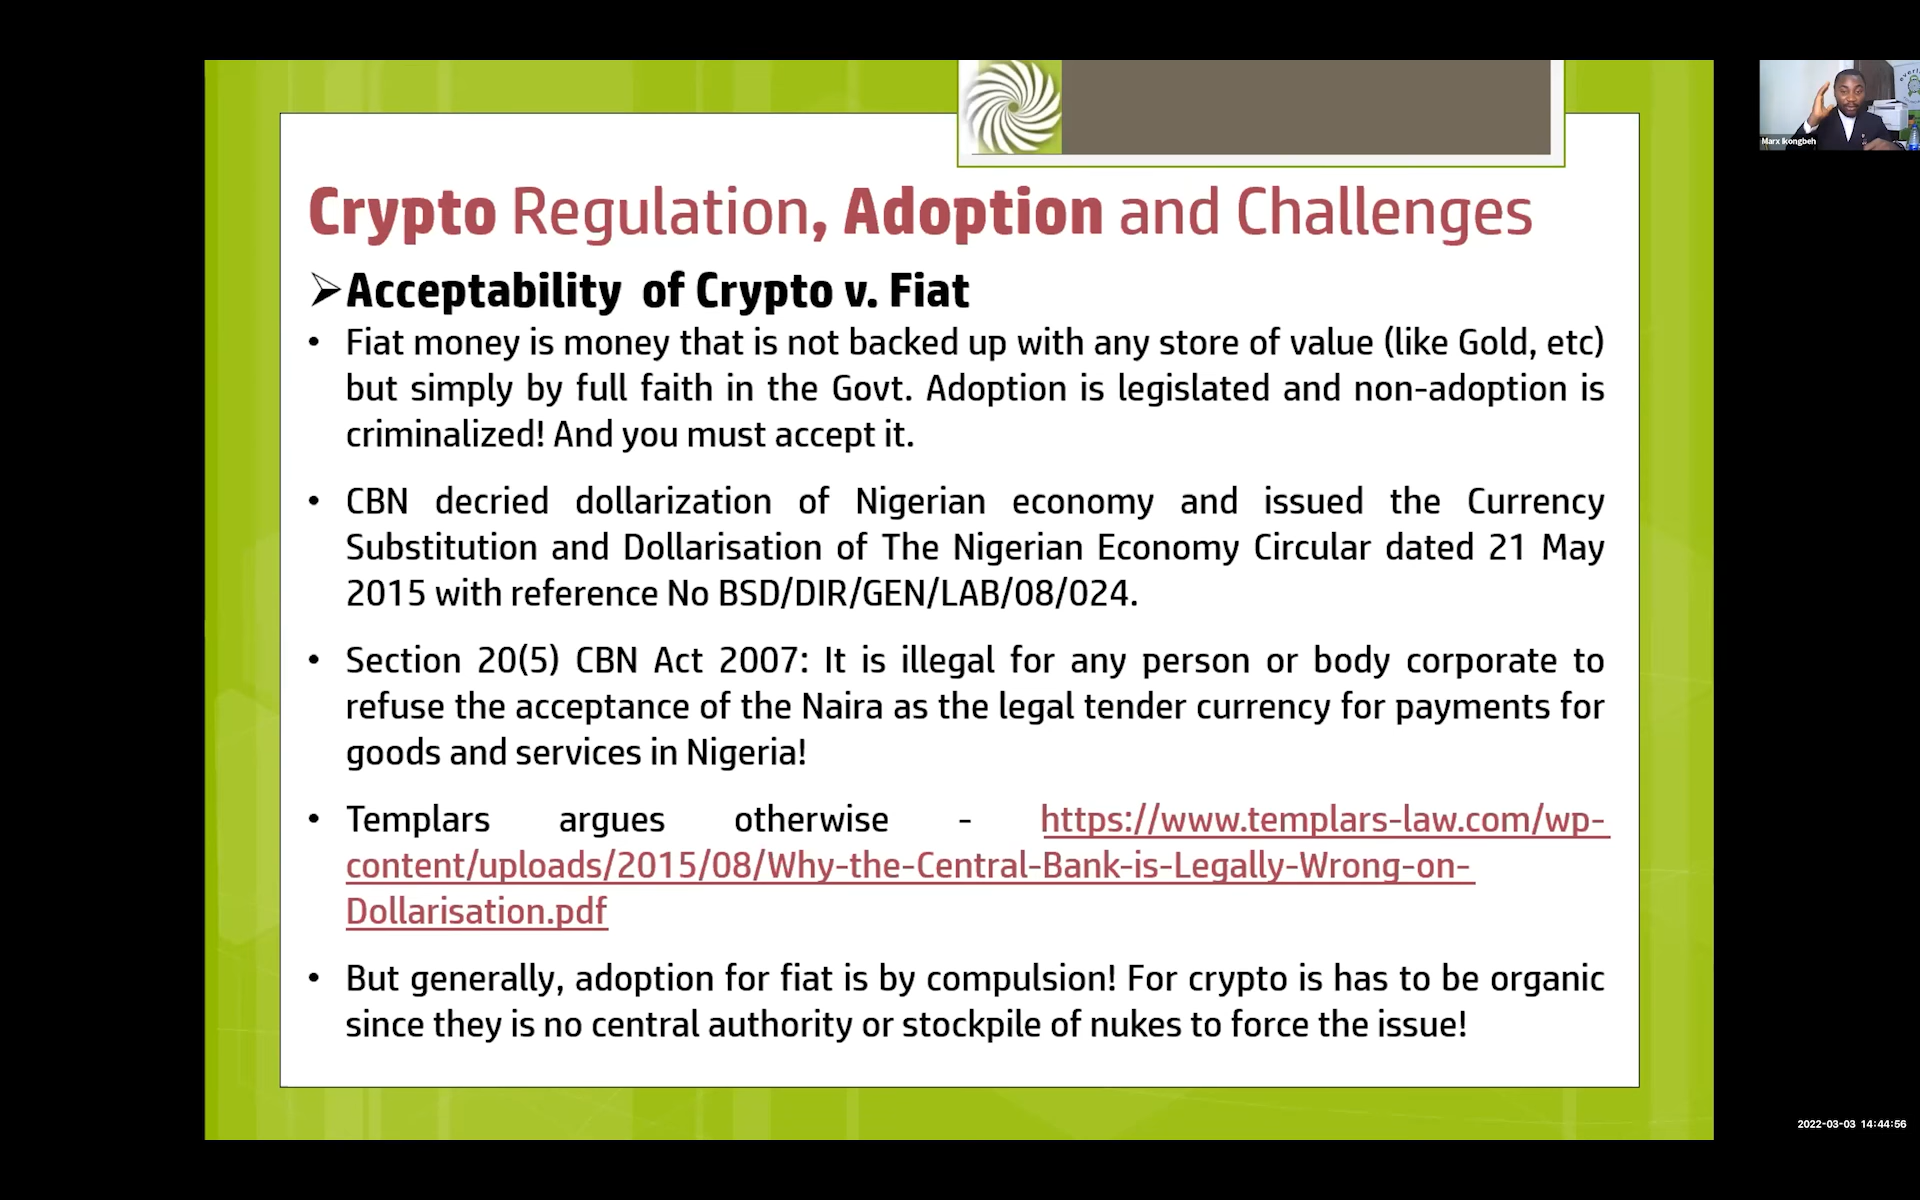 Marx Ikongbeh
Crypto Regulation, Adoption and Challenges
➢Acceptability of Crypto v. Fiat
• Fiat money is money that is not backed up with any store of value (like Gold, etc)
but simply by full faith in the Govt. Adoption is legislated and non-adoption is
criminalized! And you must accept it.
• CBN decried dollarization of Nigerian economy and issued the Currency
Substitution and Dollarisation of The Nigerian Economy Circular dated 21 May
2015 with reference No BSD/DIR/GEN/LAB/08/024.
• Section 20(5) CBN Act 2007: It is illegal for any person or body corporate to
refuse the acceptance of the Naira as the legal tender currency for payments for
goods and services in Nigeria!
• Templars argues otherwise - https://www.templars-law.com/wp-
content/uploads/2015/08/Why-the-Central-Bank-is-Legally-Wrong-on-
Dollarisation.pdf
• But generally, adoption for fiat is by compulsion! For crypto is has to be organic
since they is no central authority or stockpile of nukes to force the issue!
2022-03-03 14:44:56